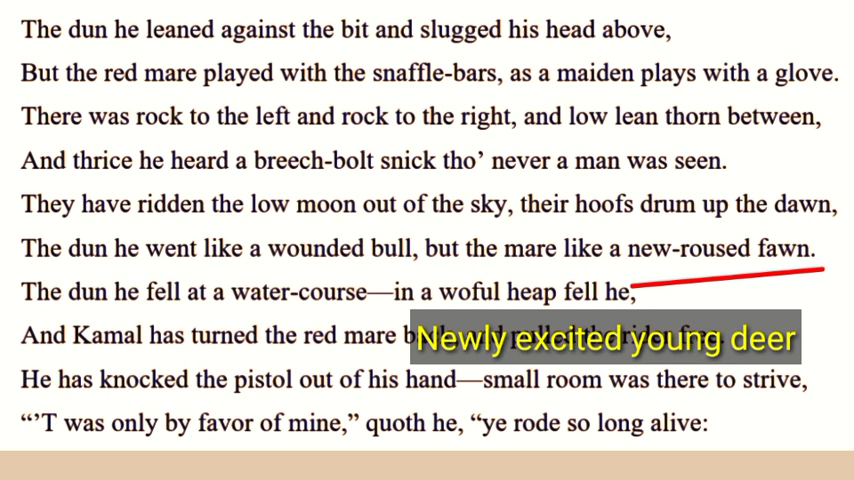 The dun he leaned against the bit and slugged his head above,
But the red mare played with the snaffle-bars, as a maiden plays with a glove.
There was rock to the left and rock to the right, and low lean thorn between,
And thrice he heard a breech-bolt snick tho’ never a man was seen.
They have ridden the low moon out of the sky, their hoofs drum up the dawn,
The dun he went like a wounded bull, but the mare like a new-roused fawn.
The dun he fell at a water-course—in a woful heap fell he,
And Kamal has turned the red mare
Newly excited young deer
He has knocked the pistol out of his hand—small room was there to strive,
“’T was only by favor of mine,” quoth he, “ye rode so long alive: